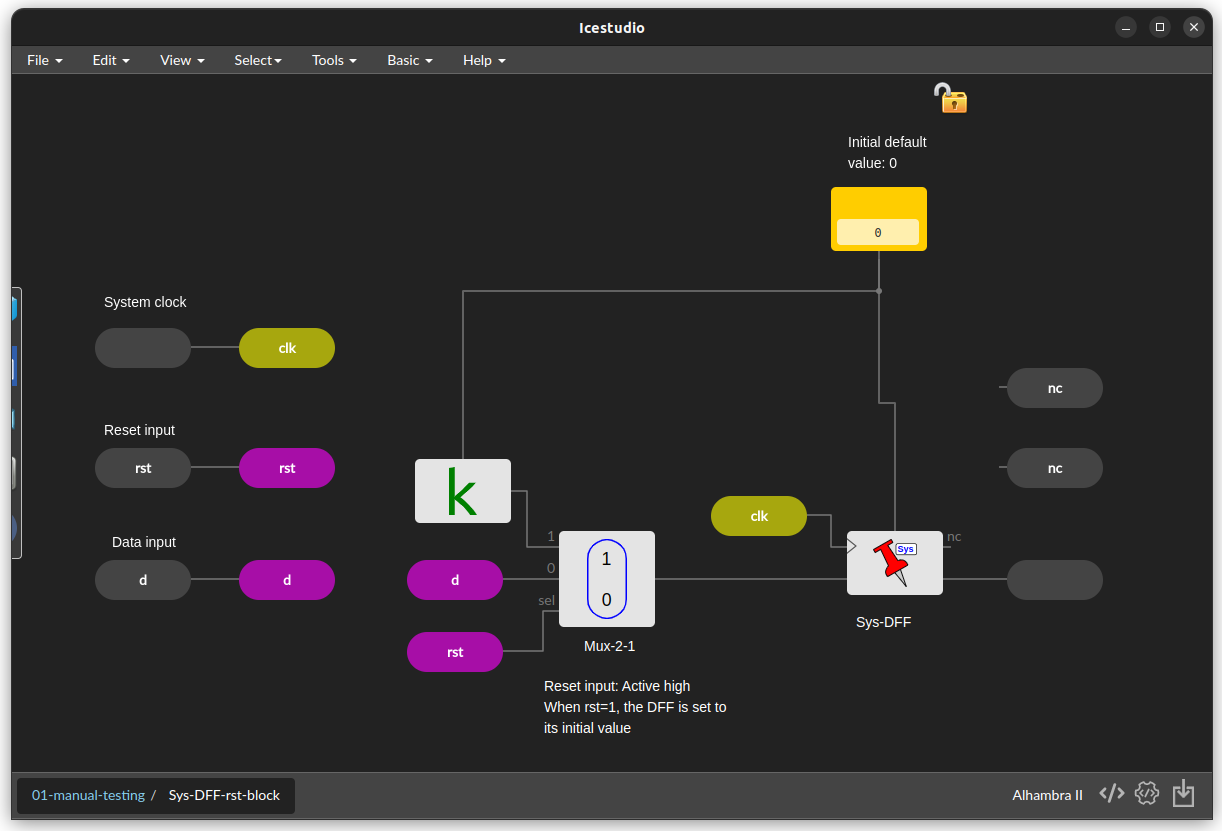 Icestudio
File Edit View Select Tools Basic Help
Initial default
value: 0
0
System clock
clk
Reset input
rst rst
Data input
d d
k
1
0
sel
d
rst
1
0
Mux-2-1
Reset input: Active high
When rst=1, the DFF is set to
its initial value
clk
Sys
nc
Sys-DFF
nc
nc
01-manual-testing / Sys-DFF-rst-block
Alhambra II